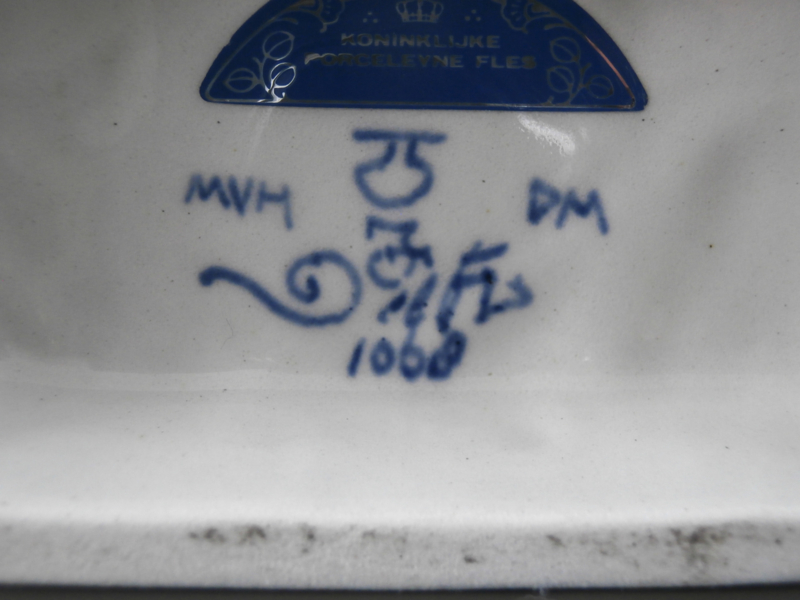 KONINKLIJKE
PORCELEYNE FLES
MVH DM
1068